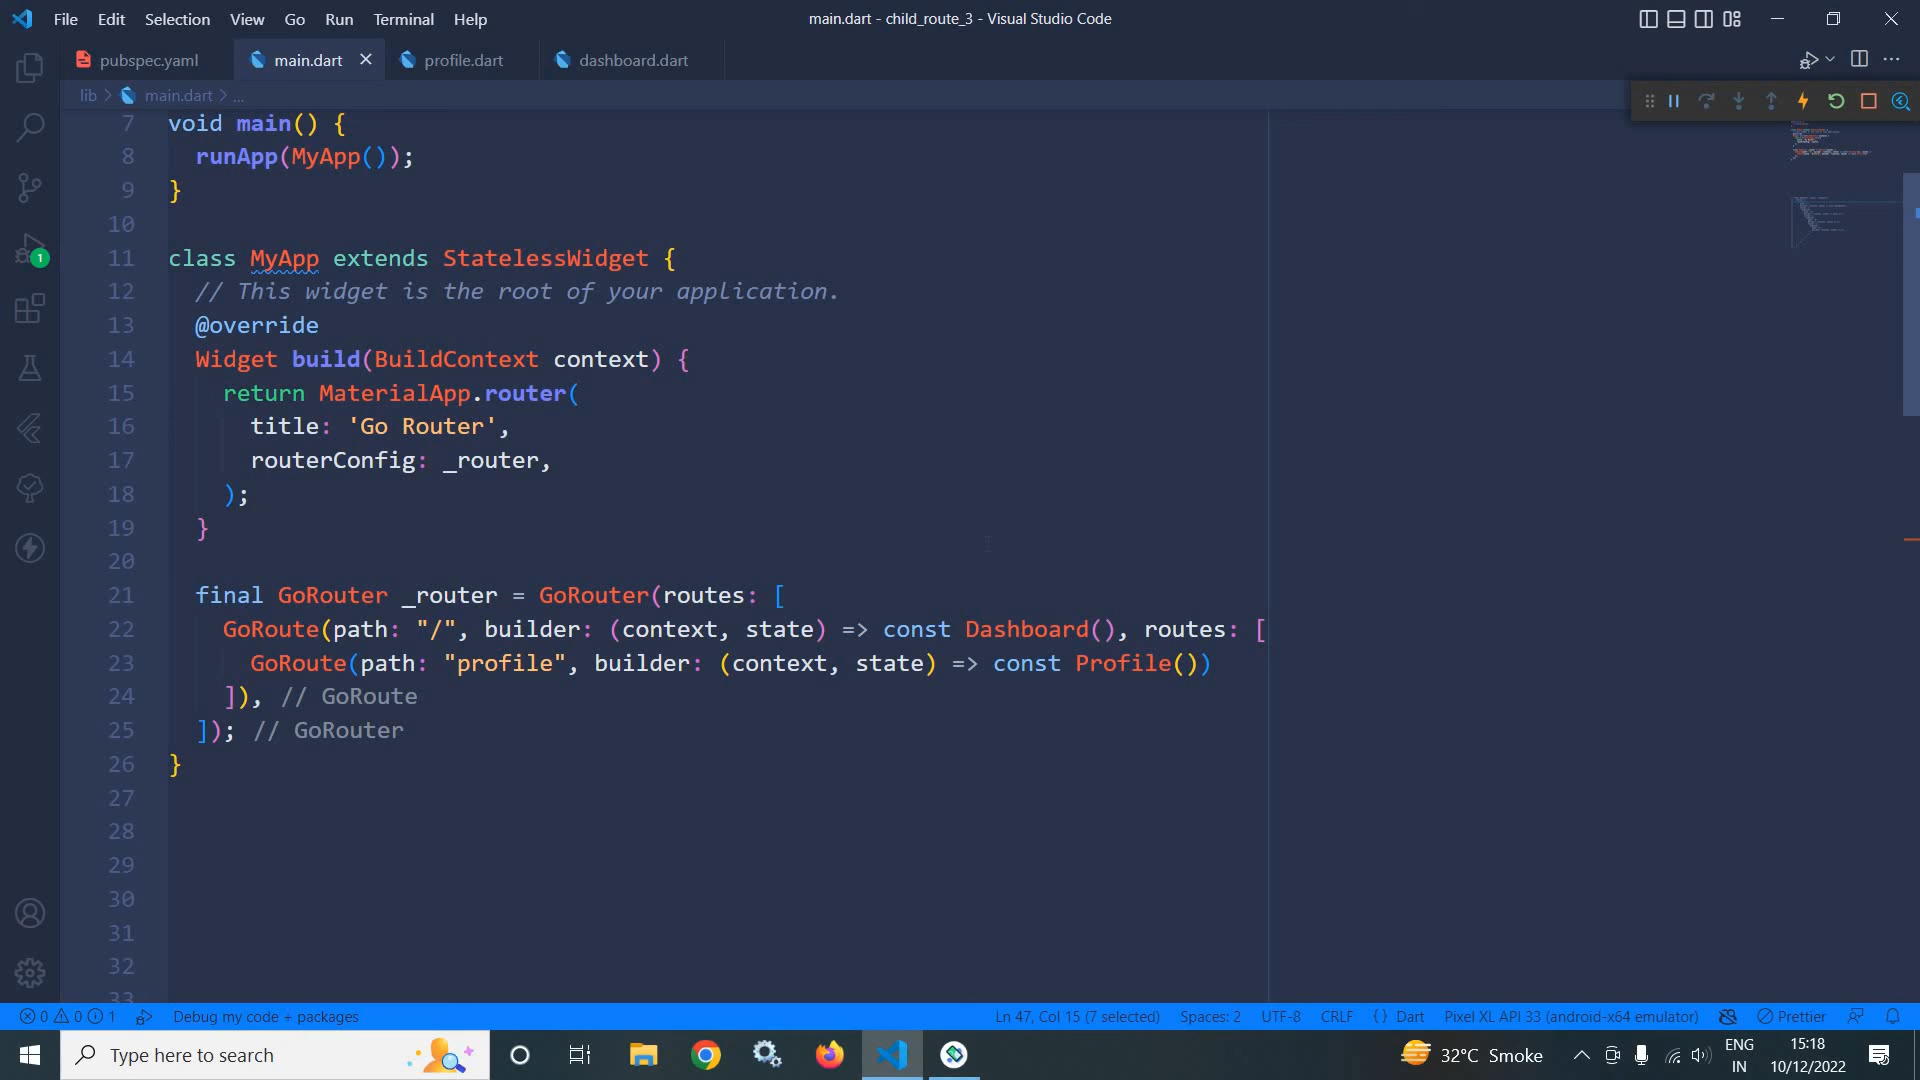 File Edit Selection View Go Run Terminal Help
main.dart - child_route_3 - Visual Studio Code
pubspec.yaml
main.dart
profile.dart
dashboard.dart
lib > main.dart > ...
7 void main() {
8 runApp(MyApp());
9 }
10
11 class MyApp extends StatelessWidget {
12 // This widget is the root of your application.
13 @override
14 Widget build(BuildContext context) {
15 return MaterialApp.router(
16 title: 'Go Router',
17 routerConfig: _router,
18 );
19 }
20
21 final GoRouter _router = GoRouter(routes: [
22 GoRoute(path: "/", builder: (context, state) => const Dashboard(), routes: [
23 GoRoute(path: "profile", builder: (context, state) => const Profile())
24 ]), // GoRoute
25 ]); // GoRouter
26 }
27
28
29
30
31
32
33
1
0 0 1 Debug my code + packages
Ln 47, Col 15 (7 selected) Spaces: 2 UTF-8 CRLF {} Dart Pixel XL API 33 (android-x64 emulator) Prettier
Type here to search
32°C Smoke
ENG
IN
15:18
10/12/2022